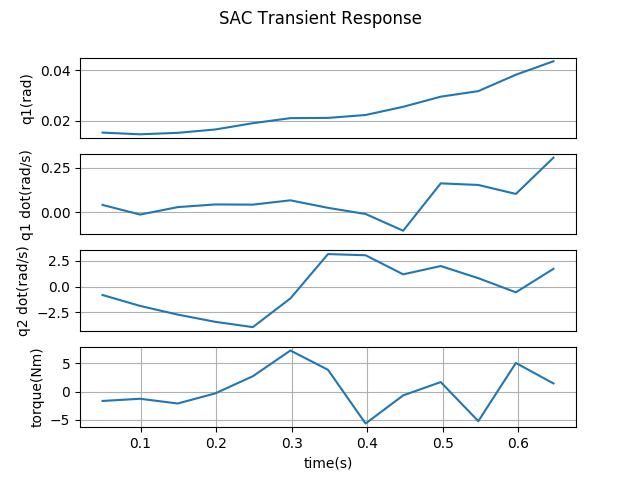 SAC Transient Response
q1(rad)
0.04
0.02
q1 dot(rad/s)
0.25
0.00
q2 dot(rad/s)
2.5
0.0
−2.5
torque(Nm)
5
0
−5
0.1 0.2 0.3 0.4 0.5 0.6
time(s)